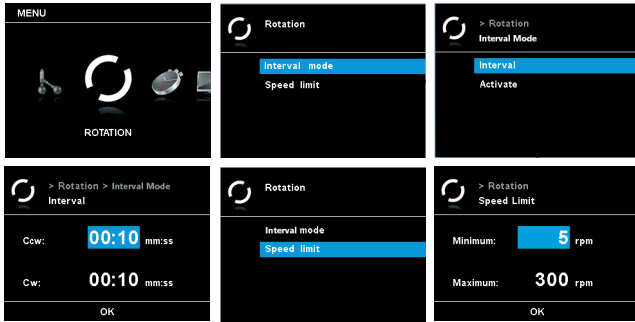 MENU
ROTATION
Rotation
Interval mode
Speed limit
> Rotation
Interval Mode
Interval
Activate
> Rotation > Interval Mode
Interval
Ccw: 00:10 mm:ss
Cw: 00:10 mm:ss
OK
Rotation
Interval mode
Speed limit
> Rotation
Speed Limit
Minimum: 5 rpm
Maximum: 300 rpm
OK